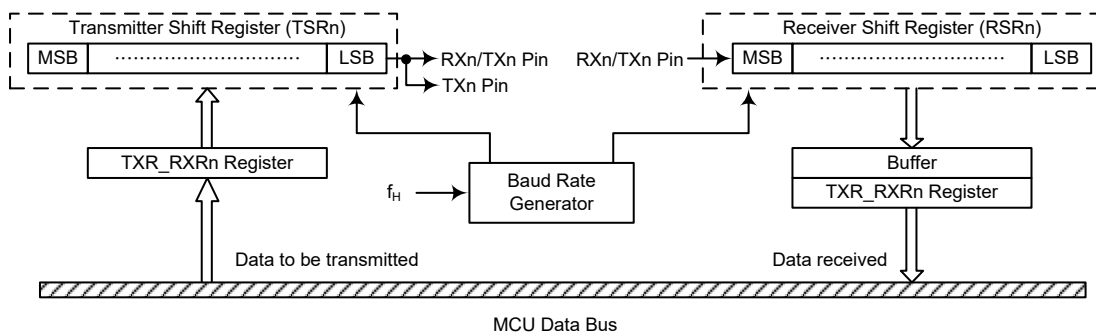 Transmitter Shift Register (TSRn)
Receiver Shift Register (RSRn)
MSB ........................... LSB
RXn/TXn Pin
TXn Pin
RXn/TXn Pin
MSB ........................... LSB
TXR_RXRn Register
fH
Baud Rate
Generator
Buffer
TXR_RXRn Register
Data to be transmitted
Data received
MCU Data Bus